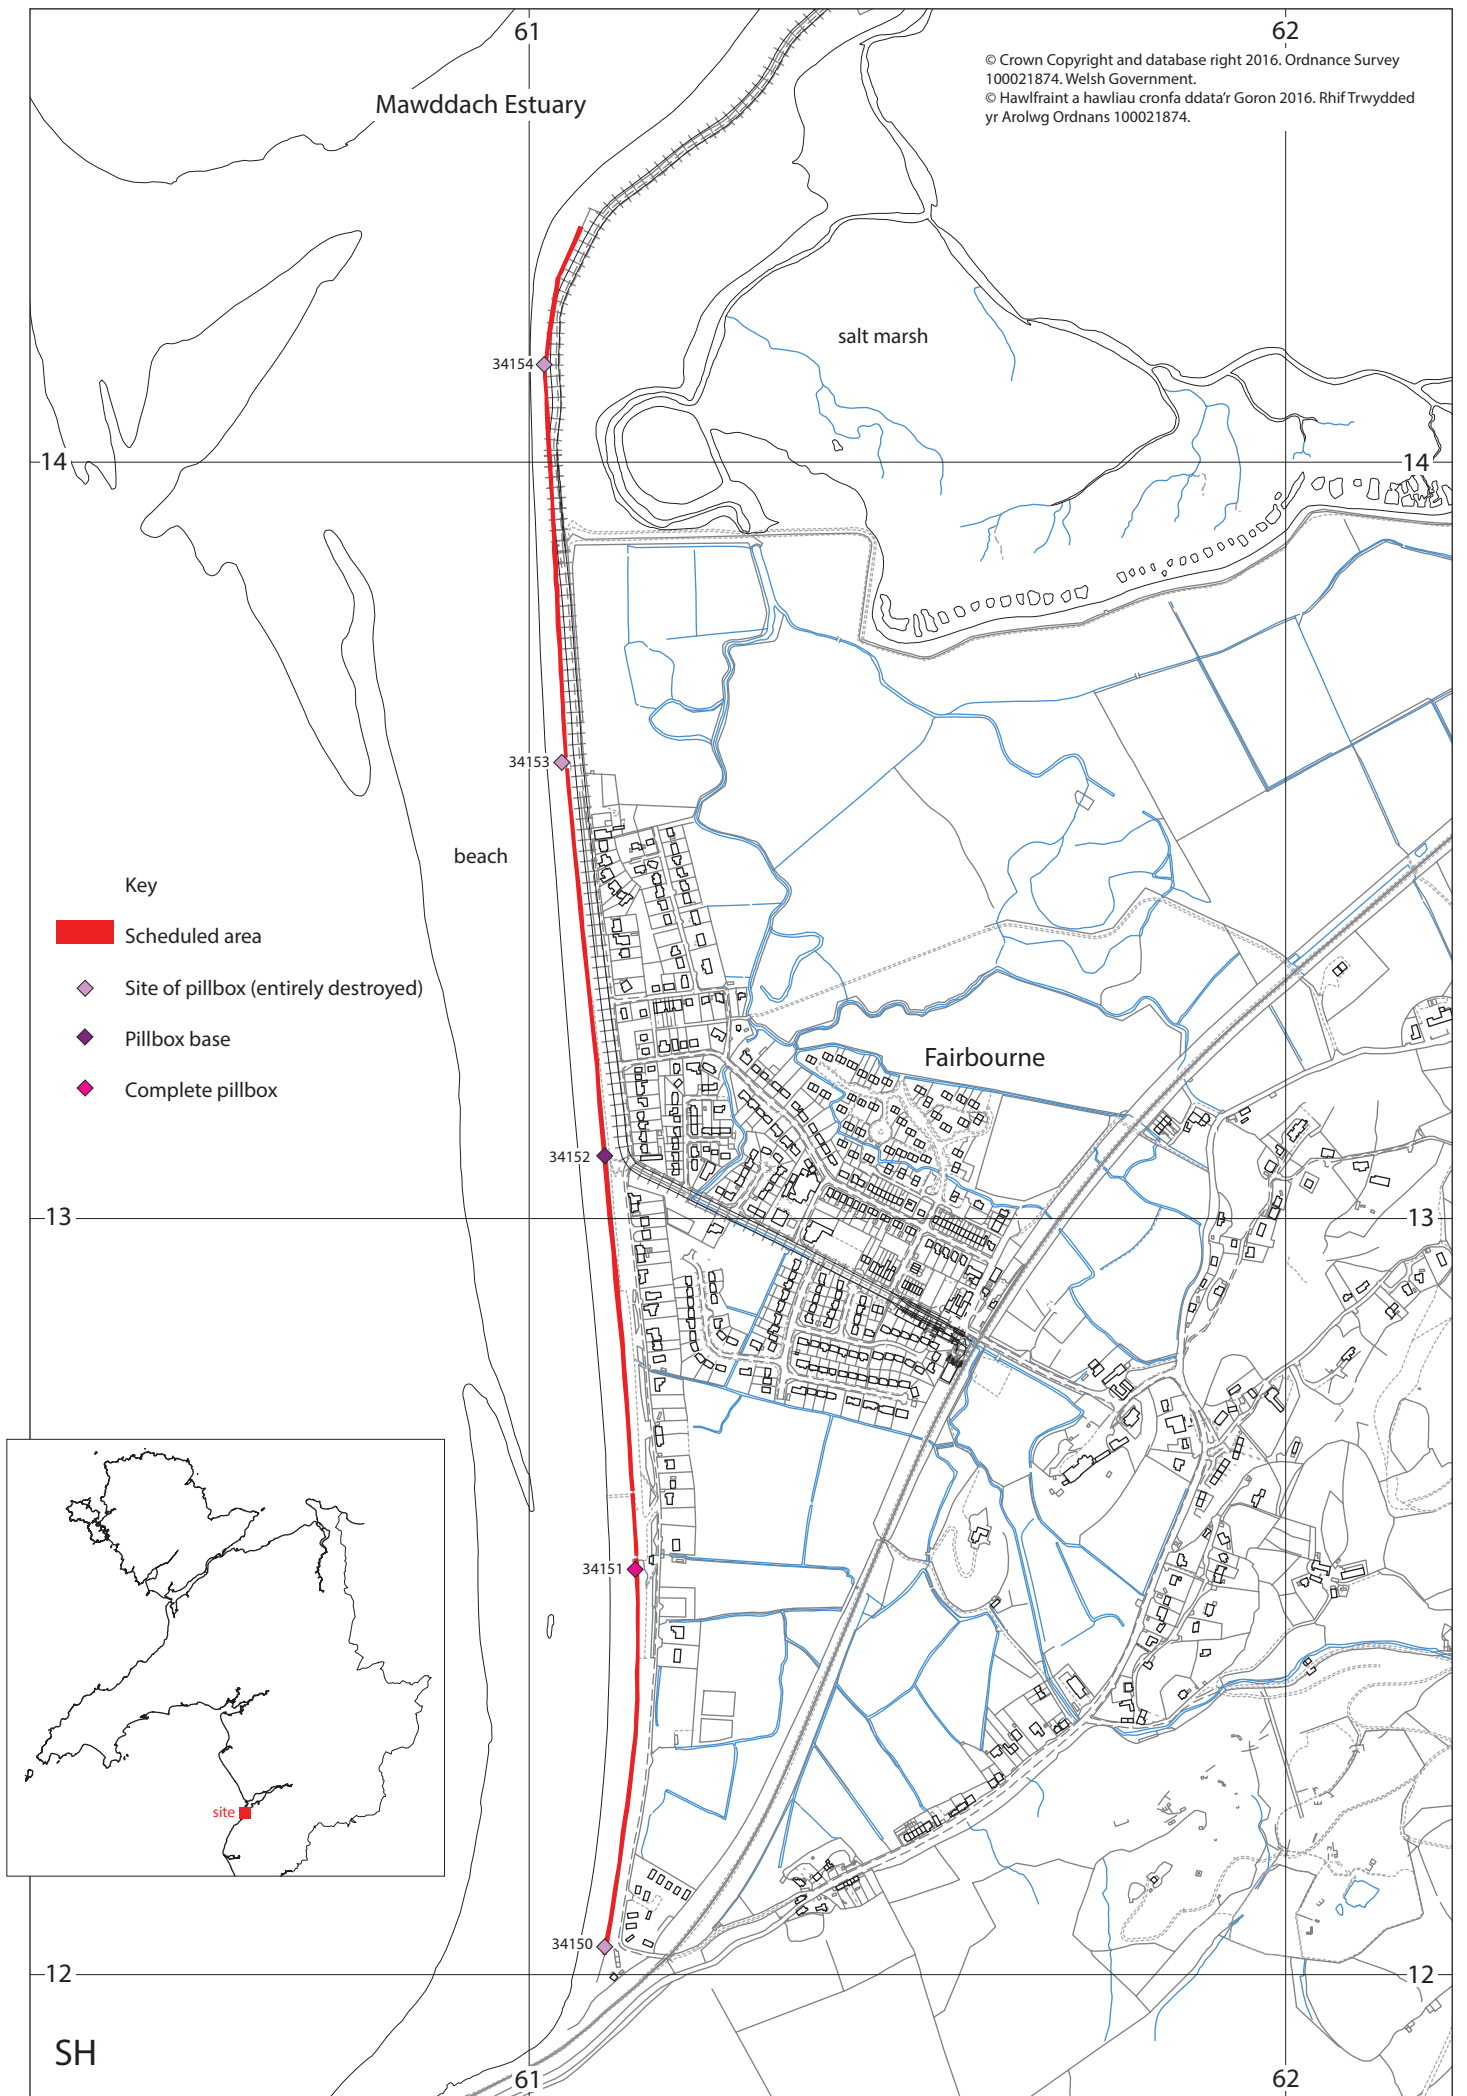 61
62
© Crown Copyright and database right 2016. Ordnance Survey
100021874. Welsh Government.
© Hawlfraint a hawliau cronfa ddata'r Goron 2016. Rhif Trwydded
yr Arolwg Ordnans 100021874.
Mawddach Estuary
salt marsh
34154
14
14
34153
beach
Key
Scheduled area
Site of pillbox (entirely destroyed)
Pillbox base
Complete pillbox
Fairbourne
34152
13
13
34151
site
34150
12
12
SH
61
62